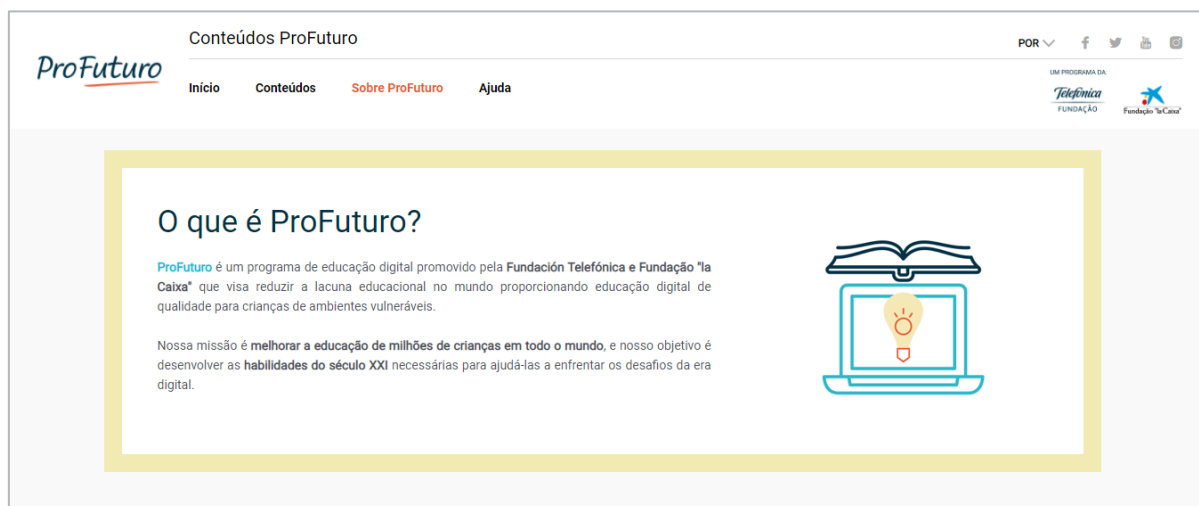 Conteúdos ProFuturo
POR
ProFuturo
Início Conteúdos Sobre ProFuturo Ajuda
UM PROGRAMA DA:
Telefónica
FUNDAÇÃO
Fundação "la Caixa"
O que é ProFuturo?
ProFuturo é um programa de educação digital promovido pela Fundación Telefónica e Fundação "la
Caixa" que visa reduzir a lacuna educacional no mundo proporcionando educação digital de
qualidade para crianças de ambientes vulneráveis.
Nossa missão é melhorar a educação de milhões de crianças em todo o mundo, e nosso objetivo é
desenvolver as habilidades do século XXI necessárias para ajudá-las a enfrentar os desafios da era
digital.